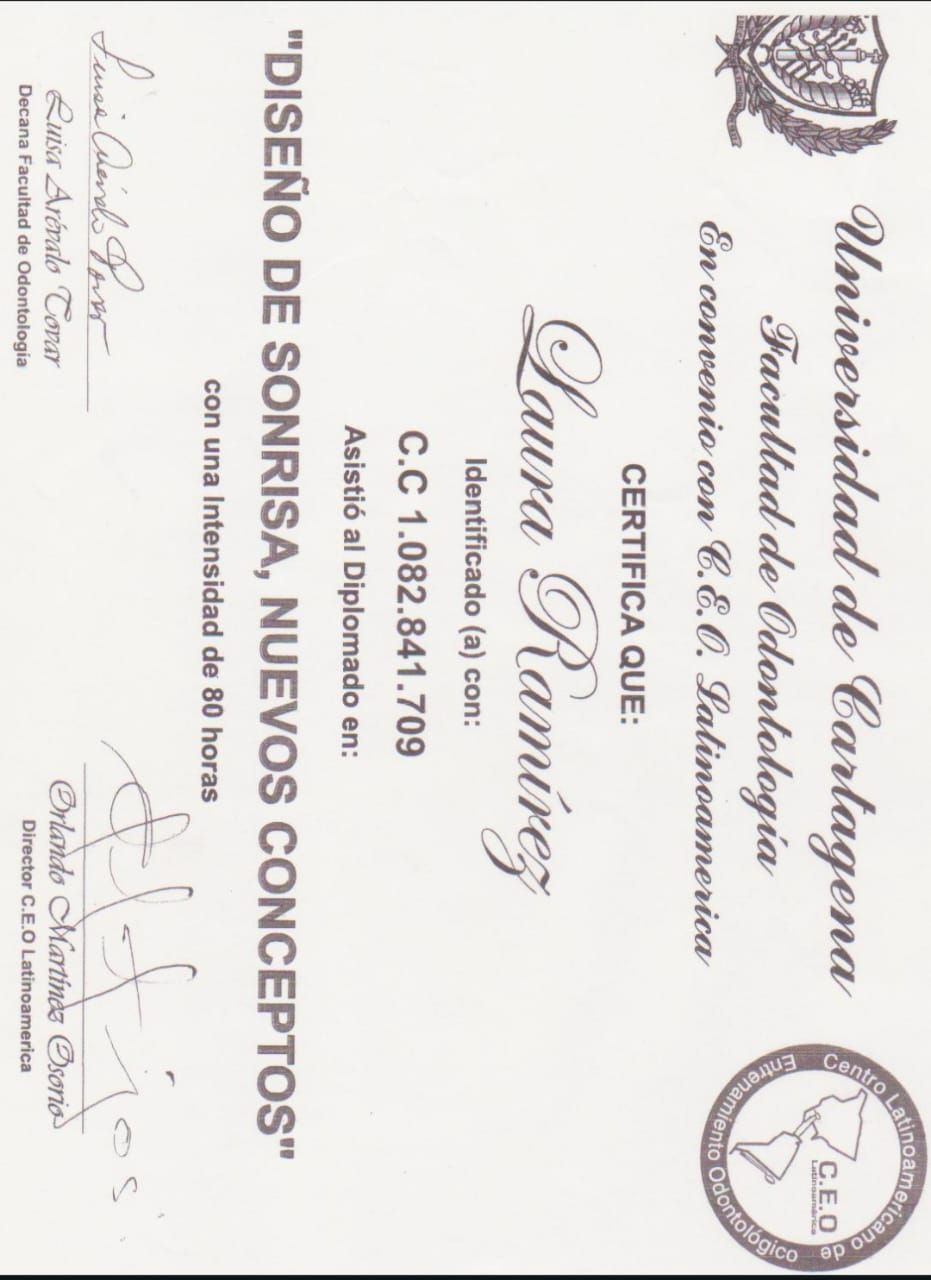 Universidad de Cartagena
Facultad de Odontología
En convenio con C.E.O. Latinoamerica
Centro Latinoamericano de
Entrenamiento Odontológico
C.E.O
Latinoamérica
CERTIFICA QUE:
Laura Ramírez
Identificado (a) con:
C.C 1.082.841.709
Asistió al Diplomado en:
"DISEÑO DE SONRISA, NUEVOS CONCEPTOS"
con una Intensidad de 80 horas
Luisa Arévalo Tovar
Decana Facultad de Odontología
Orlando Martínez Osorio
Director C.E.O Latinoamerica